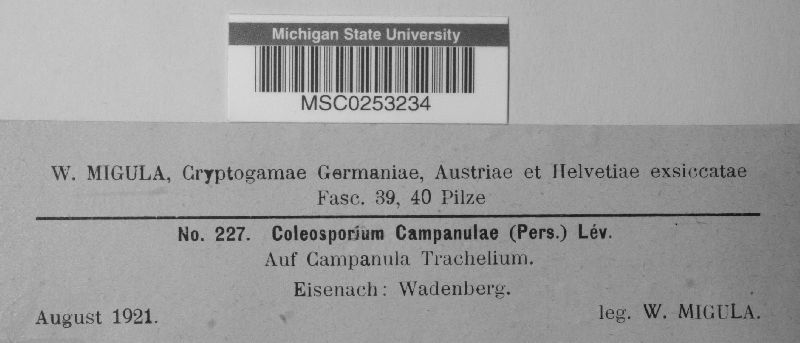 Michigan State University
MSC0253234
W. MIGULA, Cryptogamae Germaniae, Austriae et Helvetiae exsiccatae
Fasc. 39, 40 Pilze
No. 227. Coleosporium Campanulae (Pers.) Lév.
Auf Campanula Trachelium.
Eisenach: Wadenberg.
August 1921. leg. W. MIGULA.